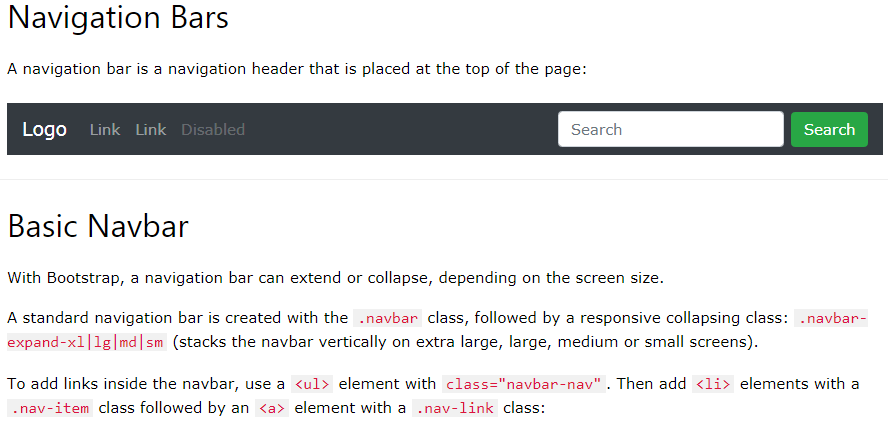 Navigation Bars
A navigation bar is a navigation header that is placed at the top of the page:
Logo Link Link Disabled Search Search
Basic Navbar
With Bootstrap, a navigation bar can extend or collapse, depending on the screen size.
A standard navigation bar is created with the .navbar class, followed by a responsive collapsing class: .navbar-
expand-xl|lg|md|sm (stacks the navbar vertically on extra large, large, medium or small screens).
To add links inside the navbar, use a <ul> element with class="navbar-nav". Then add <li> elements with a
.nav-item class followed by an <a> element with a .nav-link class: